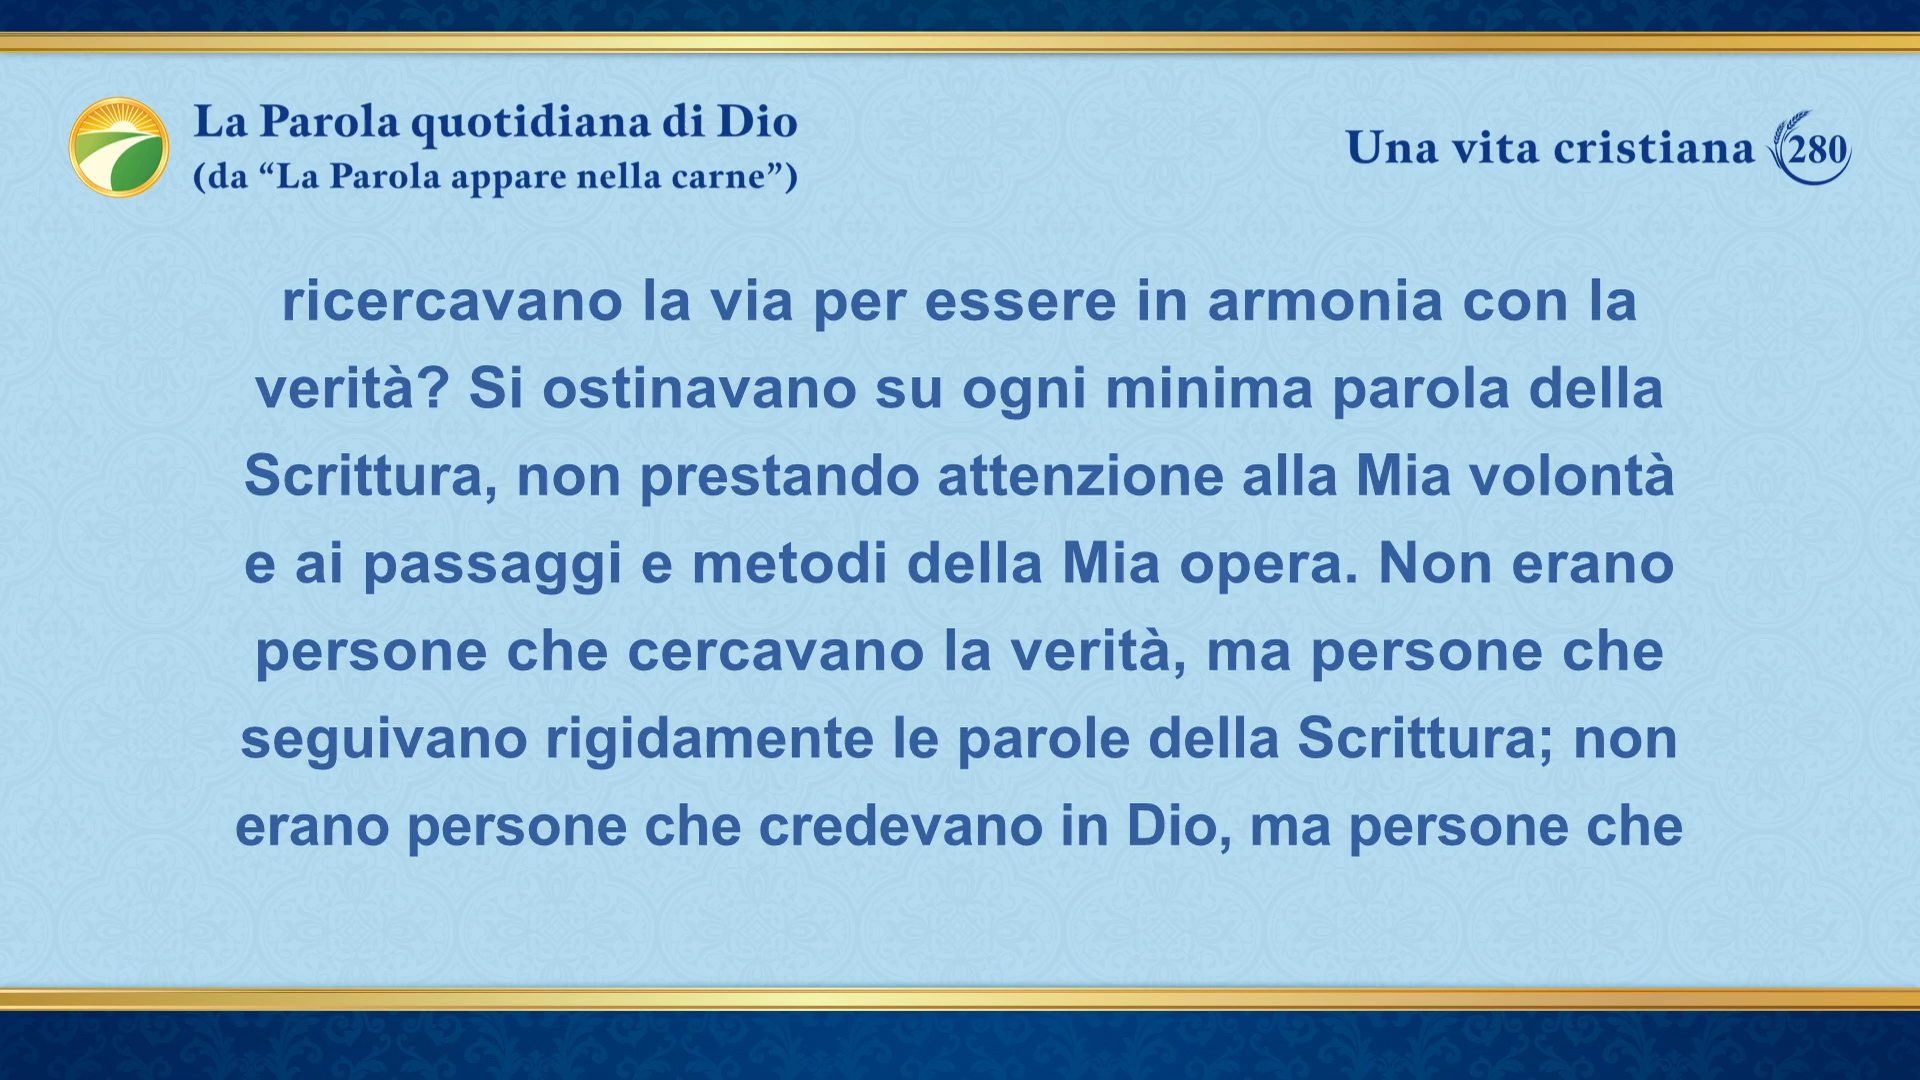 La Parola quotidiana di Dio
(da “La Parola appare nella carne”)
Una vita cristiana 280
ricercavano la via per essere in armonia con la
verità? Si ostinavano su ogni minima parola della
Scrittura, non prestando attenzione alla Mia volontà
e ai passaggi e metodi della Mia opera. Non erano
persone che cercavano la verità, ma persone che
seguivano rigidamente le parole della Scrittura; non
erano persone che credevano in Dio, ma persone che